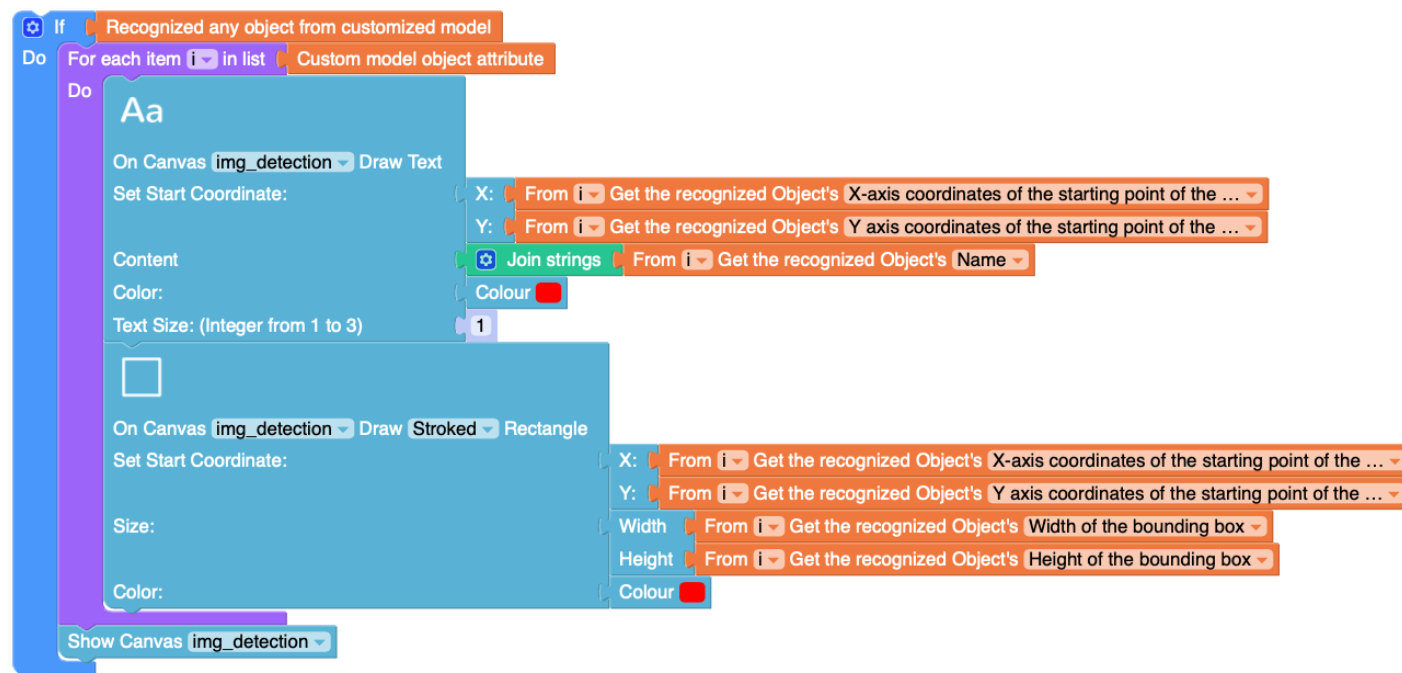 If Recognized any object from customized model
Do For each item i in list Custom model object attribute
Do
Aa
On Canvas img_detection Draw Text
Set Start Coordinate: X: From i Get the recognized Object's X-axis coordinates of the starting point of the ...
Y: From i Get the recognized Object's Y axis coordinates of the starting point of the ...
Content Join strings From i Get the recognized Object's Name
Color: Colour
Text Size: (Integer from 1 to 3) 1
On Canvas img_detection Draw Stroked Rectangle
Set Start Coordinate: X: From i Get the recognized Object's X-axis coordinates of the starting point of the ...
Y: From i Get the recognized Object's Y axis coordinates of the starting point of the ...
Size: Width From i Get the recognized Object's Width of the bounding box
Height From i Get the recognized Object's Height of the bounding box
Color: Colour
Show Canvas img_detection